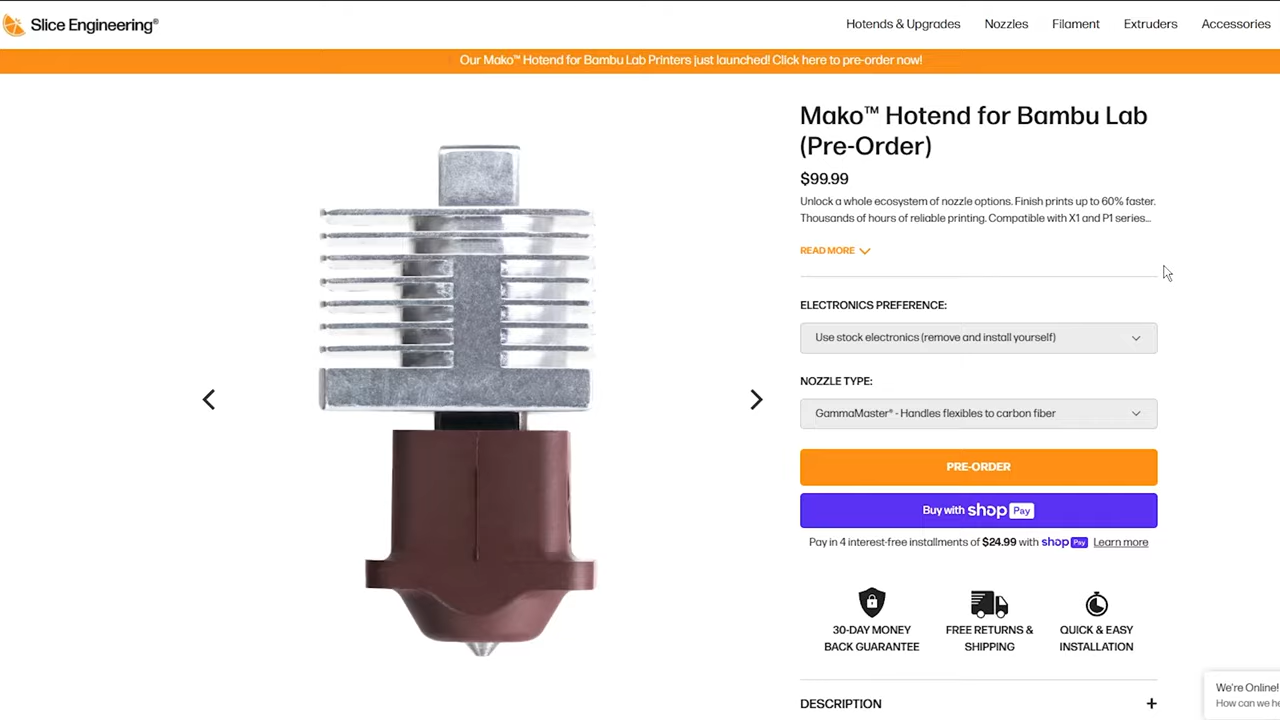 Slice Engineering®
Hotends & Upgrades
Nozzles
Filament
Extruders
Accessories
Our Mako™ Hotend for Bambu Lab Printers just launched! Click here to pre-order now!
Mako™ Hotend for Bambu Lab
(Pre-Order)
$99.99
Unlock a whole ecosystem of nozzle options. Finish prints up to 60% faster.
Thousands of hours of reliable printing. Compatible with X1 and P1 series...
READ MORE
ELECTRONICS PREFERENCE:
Use stock electronics (remove and install yourself)
NOZZLE TYPE:
GammaMaster® - Handles flexibles to carbon fiber
PRE-ORDER
Buy with shop Pay
Pay in 4 interest-free installments of $24.99 with shop Pay Learn more
30-DAY MONEY
BACK GUARANTEE
FREE RETURNS &
SHIPPING
QUICK & EASY
INSTALLATION
DESCRIPTION
We're Online!
How can we